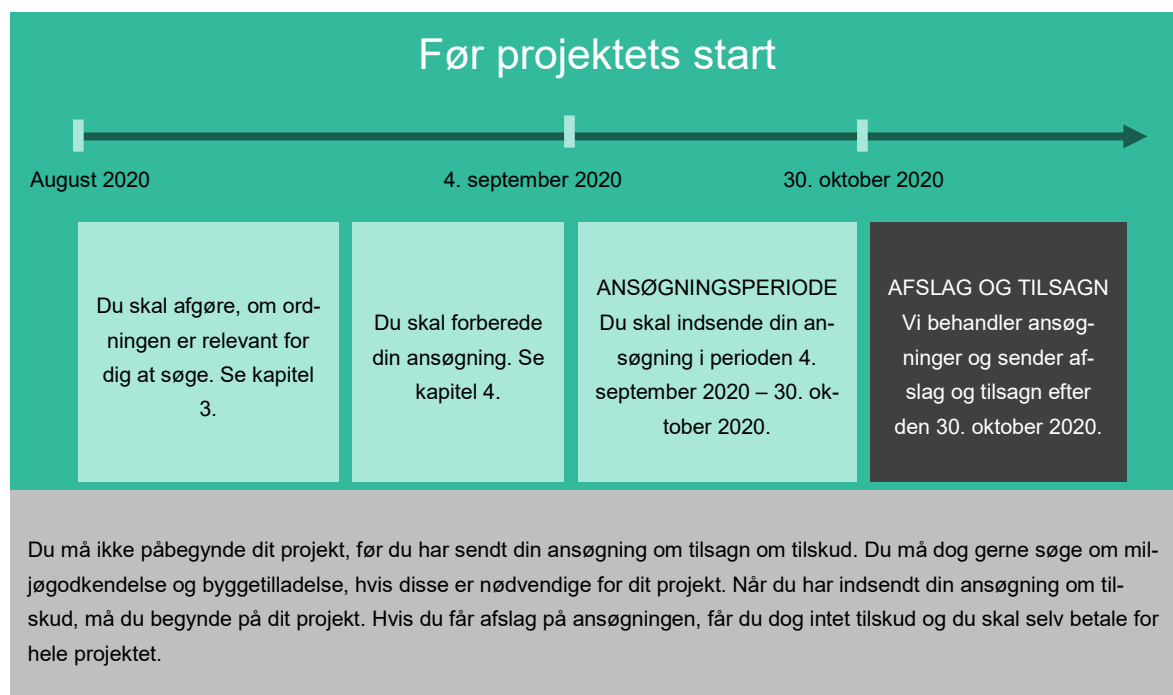 Før projektets start
August 2020
4. september 2020
30. oktober 2020
Du skal afgøre, om ord-
ningen er relevant for
dig at søge. Se kapitel
3.
Du skal forberede
din ansøgning. Se
kapitel 4.
ANSØGNINGSPERIODE
Du skal indsende din an-
søgning i perioden 4.
september 2020 – 30. ok-
tober 2020.
AFSLAG OG TILSAGN
Vi behandler ansøg-
ninger og sender af-
slag og tilsagn efter
den 30. oktober 2020.
Du må ikke påbegynde dit projekt, før du har sendt din ansøgning om tilsagn om tilskud. Du må dog gerne søge om mil-
jøgodkendelse og byggetilladelse, hvis disse er nødvendige for dit projekt. Når du har indsendt din ansøgning om til-
skud, må du begynde på dit projekt. Hvis du får afslag på ansøgningen, får du dog intet tilskud og du skal selv betale for
hele projektet.